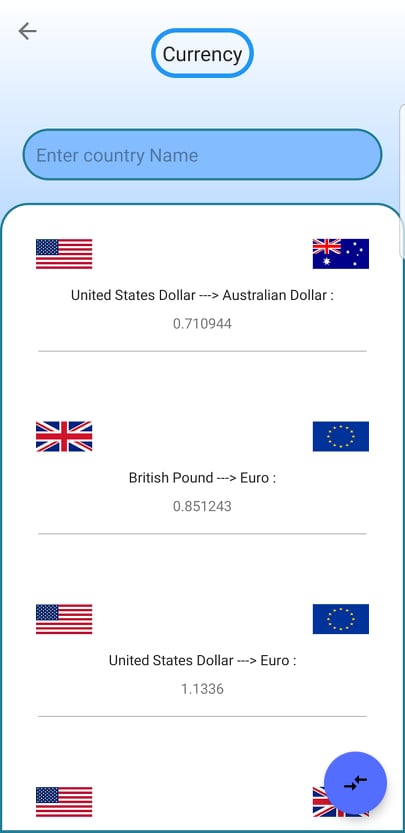 Currency
Enter country Name
United States Dollar ---> Australian Dollar :
0.710944
British Pound ---> Euro :
0.851243
United States Dollar ---> Euro :
1.1336